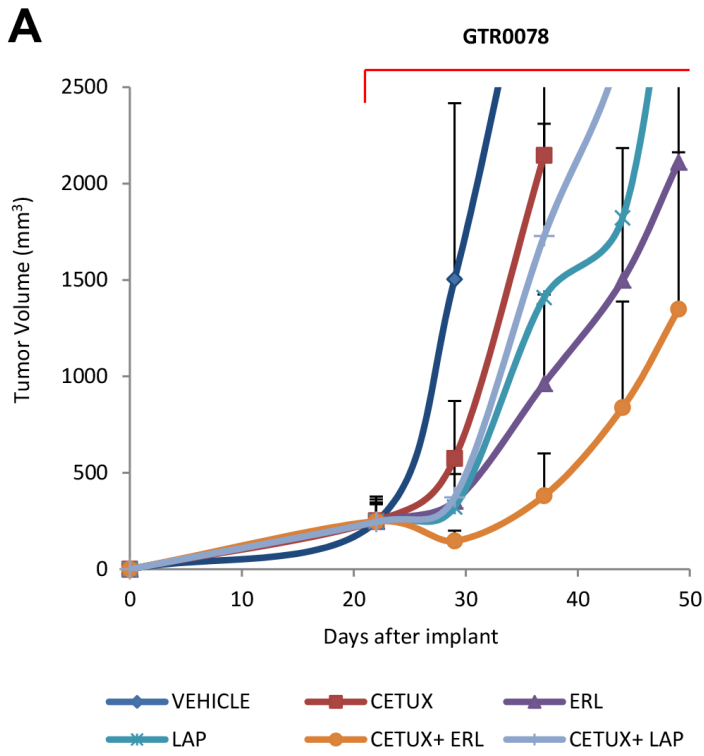 A
GTR0078
2500
2000
1500
1000
500
0
Tumor Volume (mm³)
0 10 20 30 40 50
Days after implant
VEHICLE CETUX ERL
LAP CETUX+ ERL CETUX+ LAP